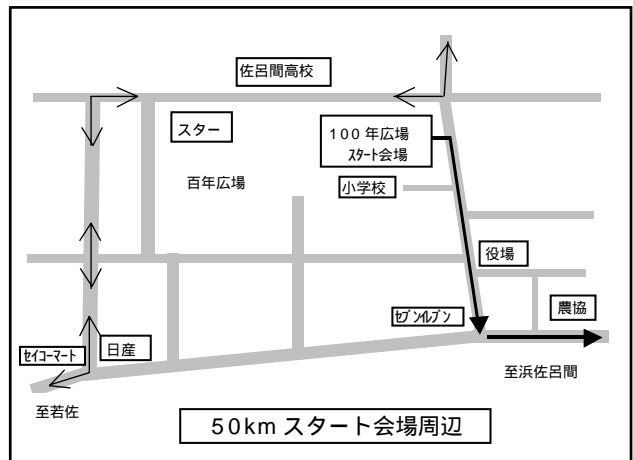 佐呂間高校
スター
100年広場
スタート会場
百年広場
小学校
役場
セブンイレブン
農協
セイコーマート
日産
至浜佐呂間
至若佐
50kmスタート会場周辺